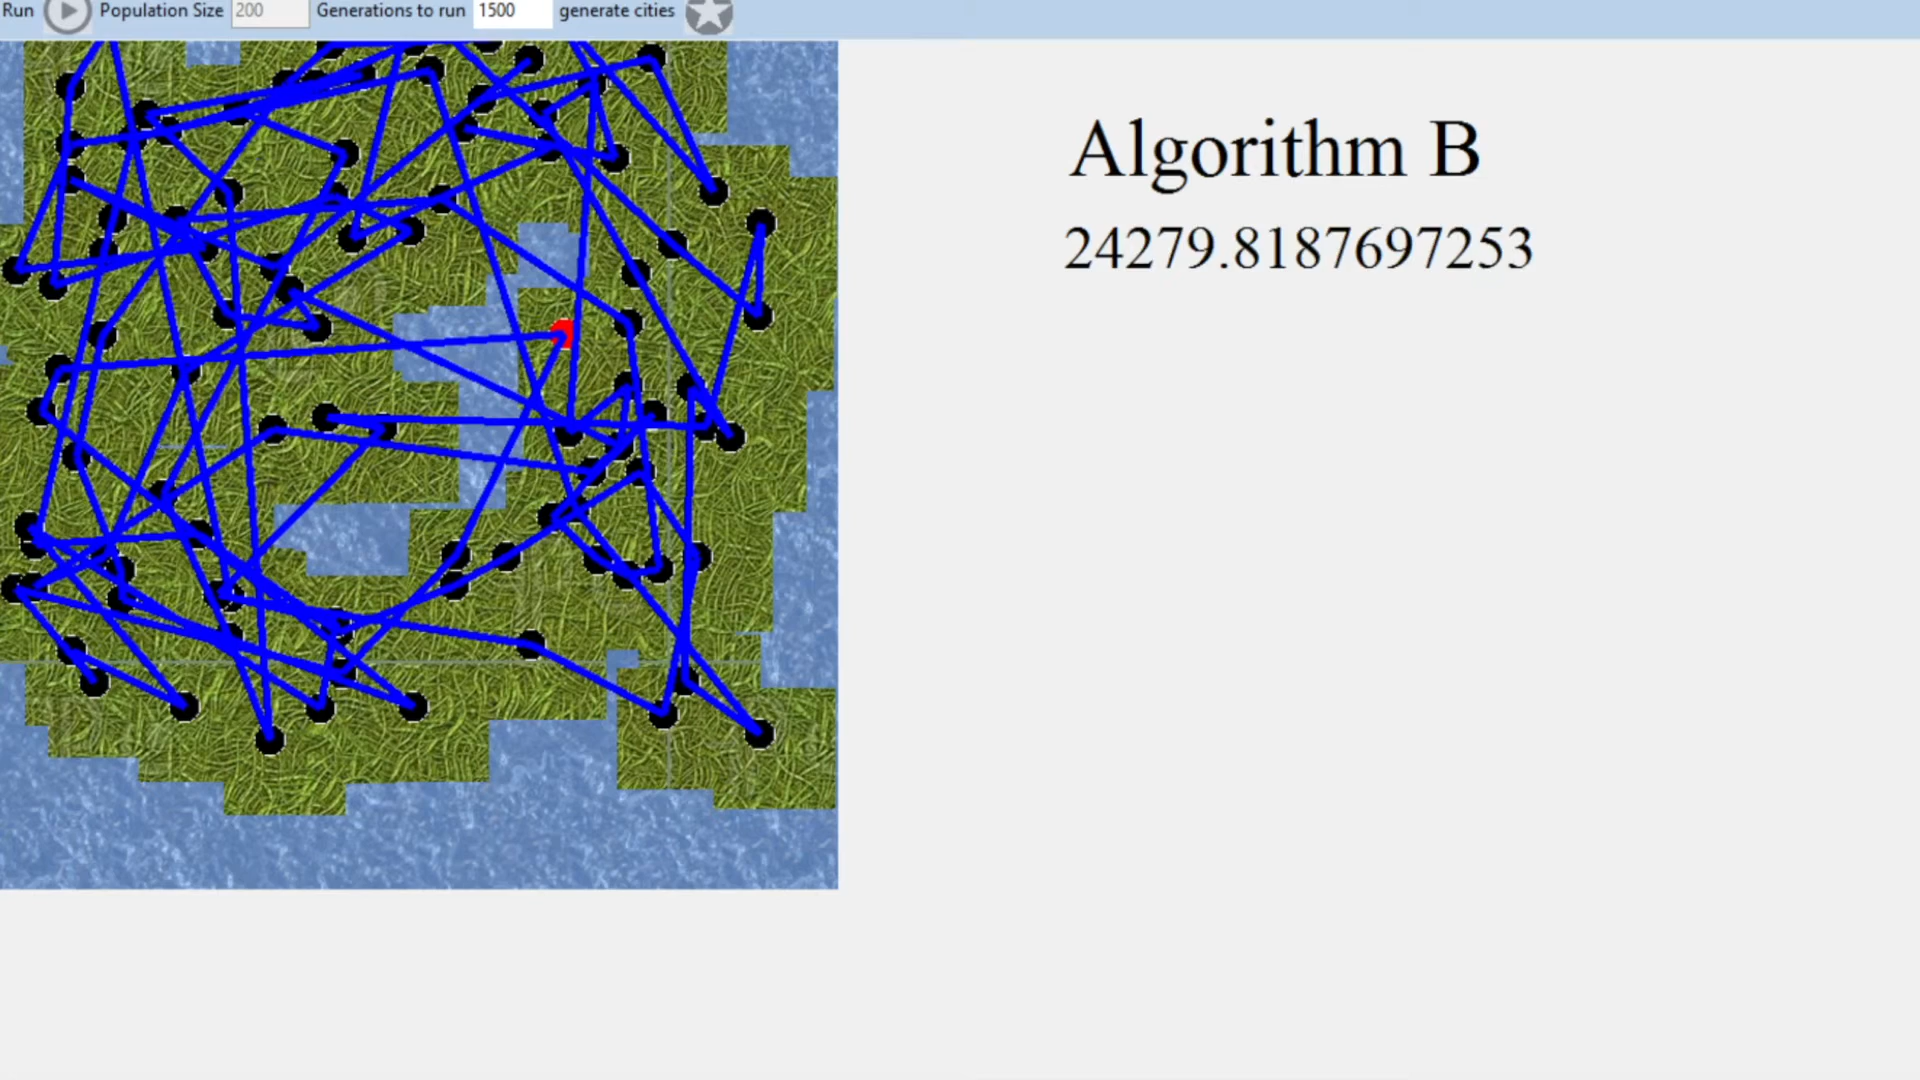 Run Population Size 200 Generations to run 1500 generate cities
Algorithm B
24279.8187697253